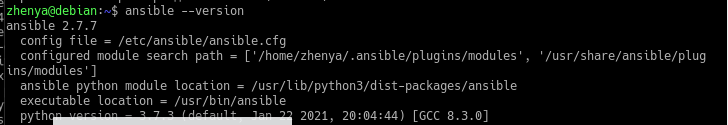 zhenya@debian:~$ ansible --version
ansible 2.7.7
config file = /etc/ansible/ansible.cfg
configured module search path = ['/home/zhenya/.ansible/plugins/modules', '/usr/share/ansible/plug
ins/modules']
ansible python module location = /usr/lib/python3/dist-packages/ansible
executable location = /usr/bin/ansible
python version = 3.7.3 (default, Jan 22 2021, 20:04:44) [GCC 8.3.0]